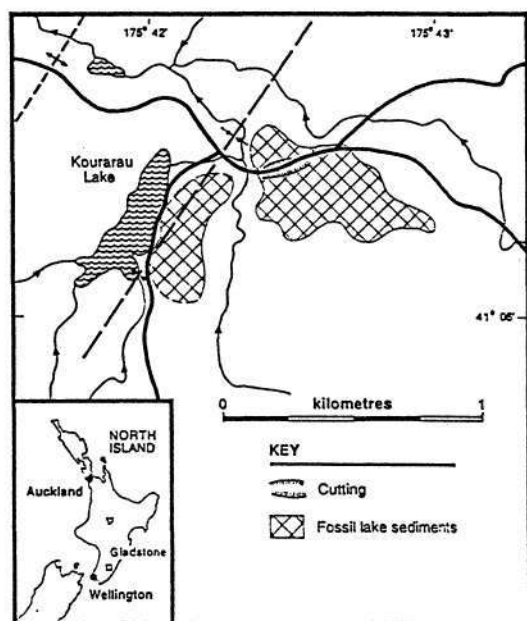 175° 42'
175° 43'
Kourarau
Lake
41° 05'
0 kilometres 1
KEY
Cutting
Fossil lake sediments
NORTH
ISLAND
Auckland
Gladstone
Wellington